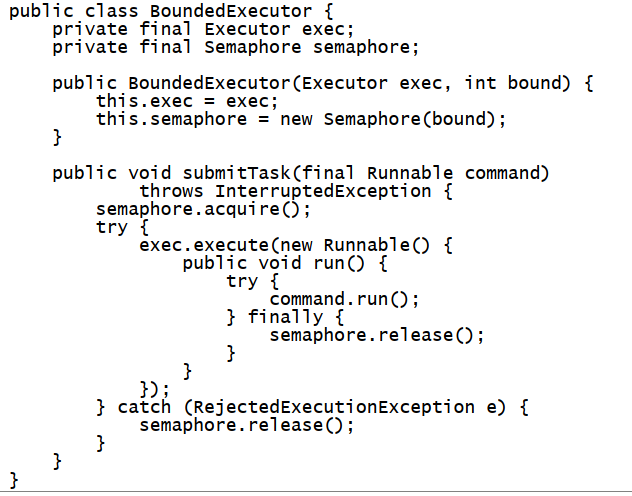 public class BoundedExecutor {
    private final Executor exec;
    private final Semaphore semaphore;

    public BoundedExecutor(Executor exec, int bound) {
        this.exec = exec;
        this.semaphore = new Semaphore(bound);
    }

    public void submitTask(final Runnable command)
            throws InterruptedException {
        semaphore.acquire();
        try {
            exec.execute(new Runnable() {
                public void run() {
                    try {
                        command.run();
                    } finally {
                        semaphore.release();
                    }
                }
            });
        } catch (RejectedExecutionException e) {
            semaphore.release();
        }
    }
}